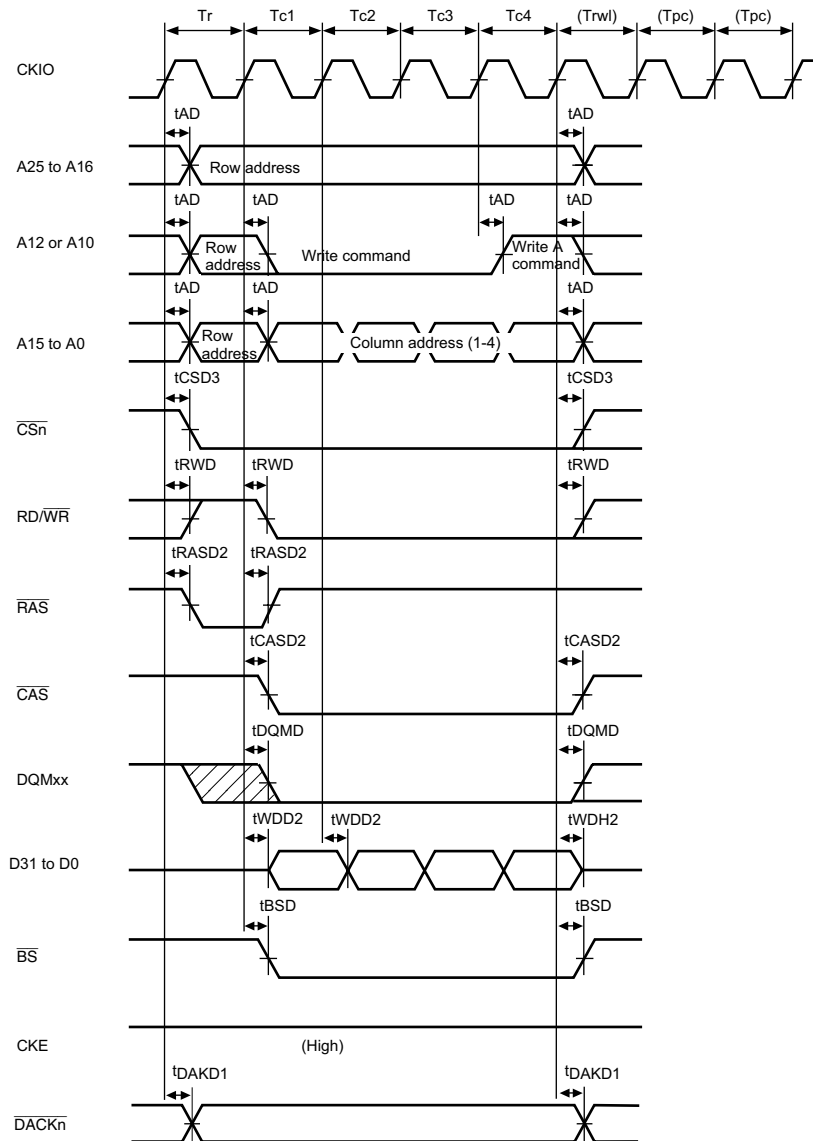 Tr Tc1 Tc2 Tc3 Tc4 (Trwl) (Tpc) (Tpc)
CKIO
tAD tAD
A25 to A16 Row address
tAD tAD tAD tAD
A12 or A10 Row address Write command Write A command
tAD tAD tAD
A15 to A0 Row address Column address (1-4)
tCSD3 tCSD3
CSn
tRWD tRWD tRWD
RD/WR
tRASD2 tRASD2
RAS
tCASD2 tCASD2
CAS
tDQMD tDQMD
DQMxx
tWDD2 tWDD2 tWDH2
D31 to D0
tBSD tBSD
BS
CKE (High)
tDAKD1 tDAKD1
DACKn